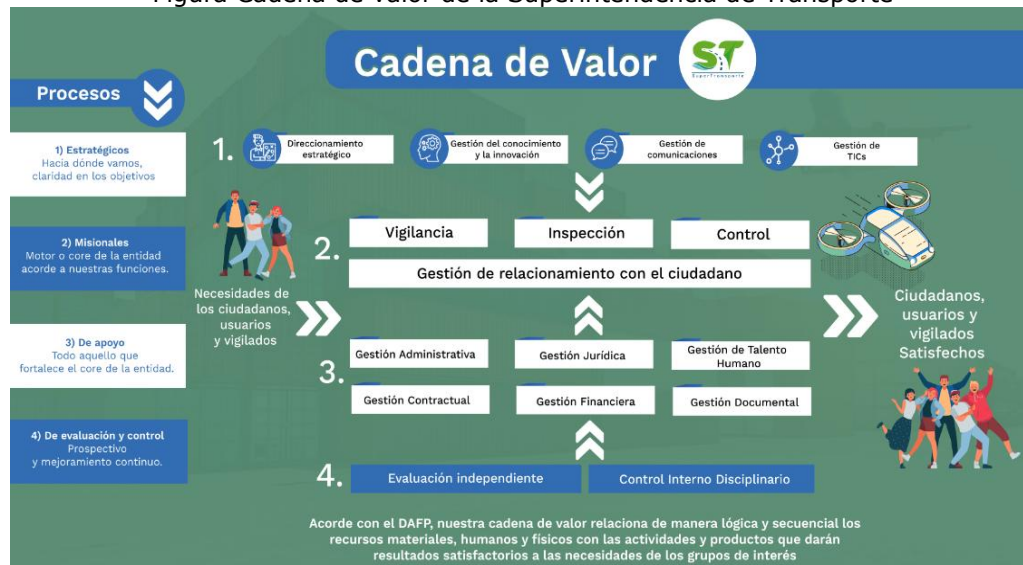 Figura Cadena de Valor de la Superintendencia de Transporte
Cadena de Valor
ST
SuperTransporte
Procesos
1) Estratégicos
Hacia dónde vamos,
claridad en los objetivos
2) Misionales
Motor o core de la entidad
acorde a nuestras funciones.
3) De apoyo
Todo aquello que
fortalece el core de la entidad.
4) De evaluación y control
Prospectivo
y mejoramiento continuo.
1.
Direccionamiento
estratégico
Gestión del conocimiento
y la innovación
Gestión de
comunicaciones
Gestión de
TICs
Necesidades de
los ciudadanos,
usuarios
y vigilados
2.
Vigilancia
Inspección
Control
Gestión de relacionamiento con el ciudadano
3.
Gestión Administrativa
Gestión Jurídica
Gestión de Talento
Humano
Gestión Contractual
Gestión Financiera
Gestión Documental
4.
Evaluación independiente
Control Interno Disciplinario
Ciudadanos,
usuarios y
vigilados
Satisfechos
Acorde con el DAFP, nuestra cadena de valor relaciona de manera lógica y secuencial los
recursos materiales, humanos y físicos con las actividades y productos que darán
resultados satisfactorios a las necesidades de los grupos de interés